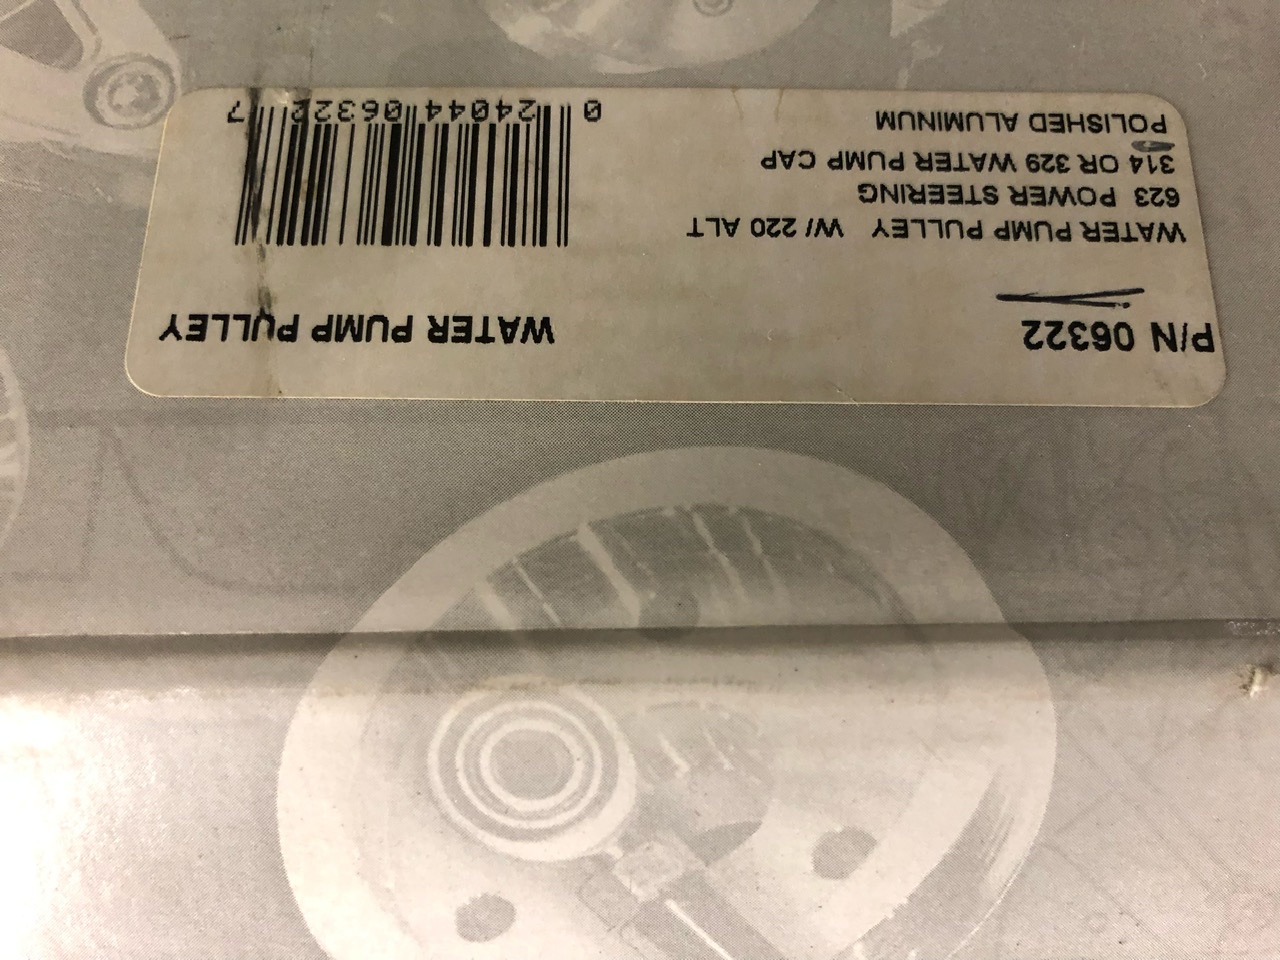 P/N 06322
WATER PUMP PULLEY
WATER PUMP PULLEY W/ 220 ALT
623 POWER STEERING
314 OR 329 WATER PUMP CAP
POLISHED ALUMINUM
0 24044 06322 7